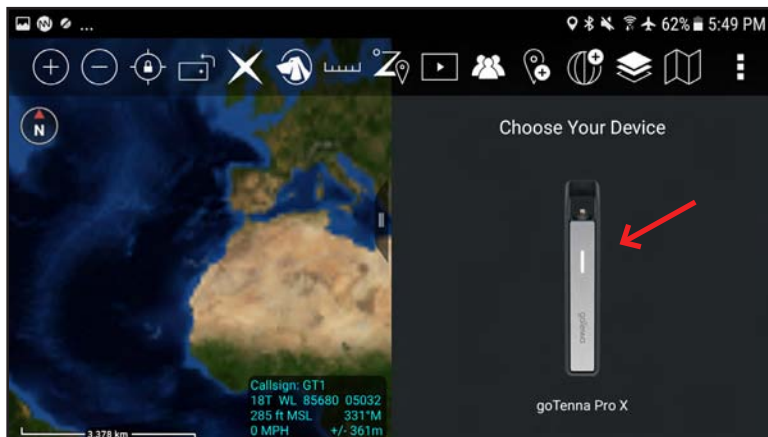 ... 62% 5:49 PM
N
Choose Your Device
goTenna
Callsign: GT1
18T WL 85680 05032
285 ft MSL 331°M
0 MPH +/- 361m
3,378 km
goTenna Pro X